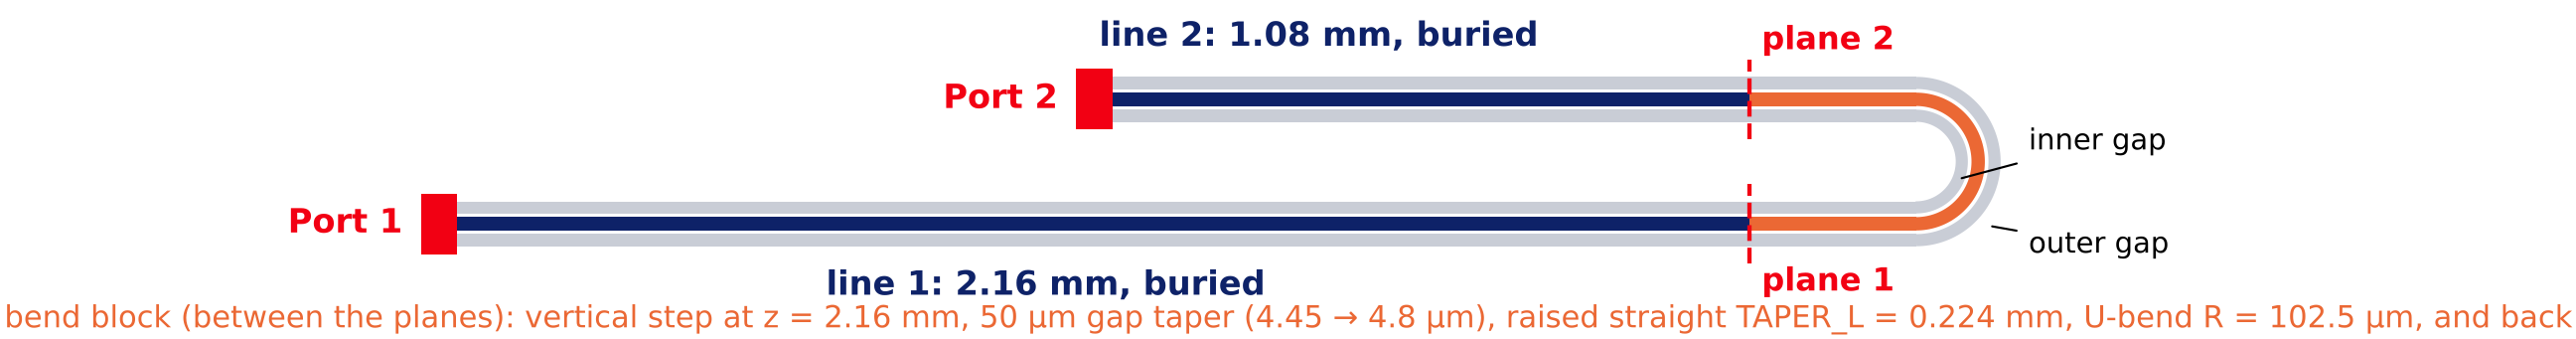 line 2: 1.08 mm, buried
plane 2
Port 2
inner gap
Port 1
outer gap
line 1: 2.16 mm, buried
plane 1
bend block (between the planes): vertical step at z = 2.16 mm, 50 µm gap taper (4.45 → 4.8 µm), raised straight TAPER_L = 0.224 mm, U-bend R = 102.5 µm, and back